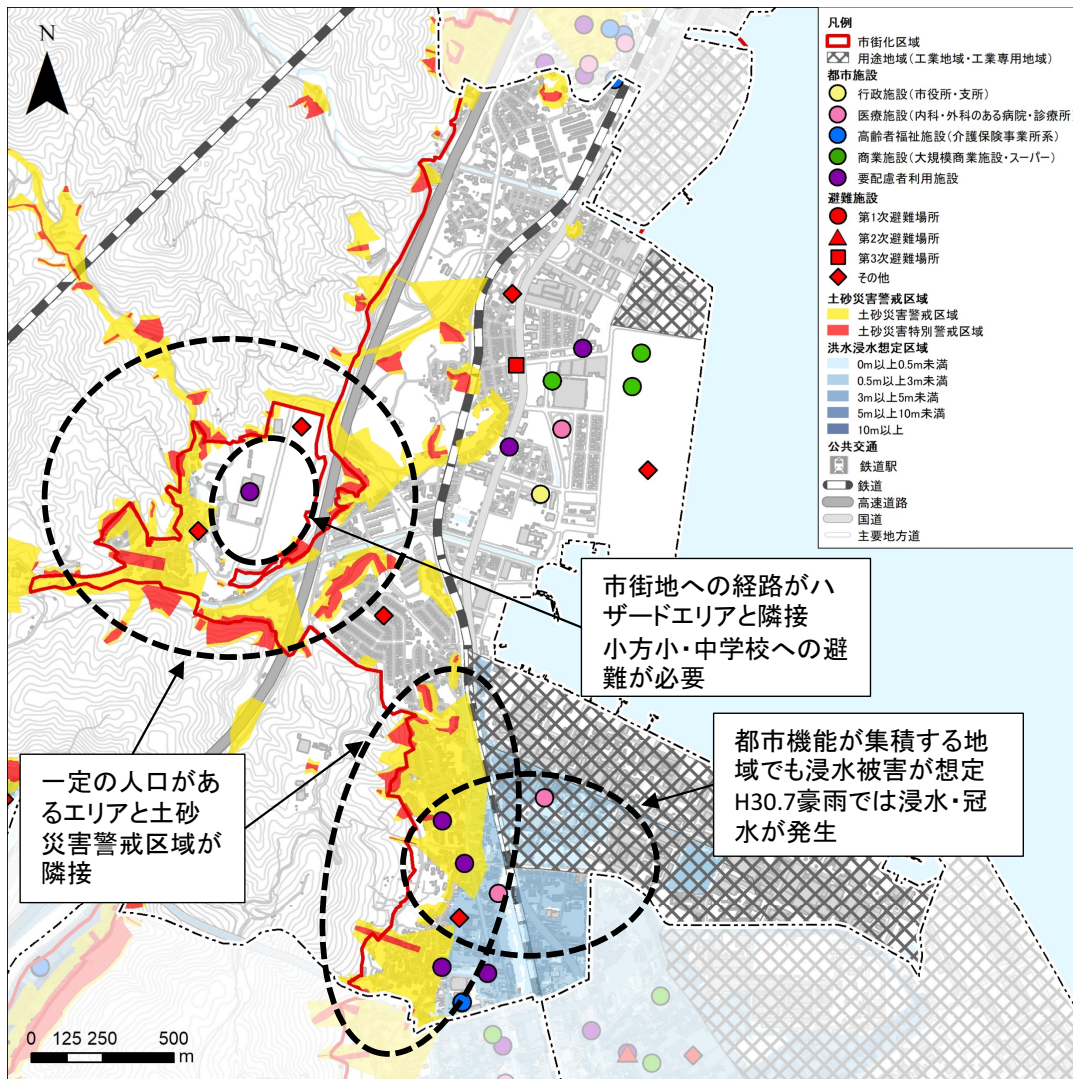 N
凡例
市街化区域
用途地域(工業地域・工業専用地域)
都市施設
行政施設(市役所・支所)
医療施設(内科・外科のある病院・診療所)
高齢者福祉施設(介護保険事業所系)
商業施設(大規模商業施設・スーパー)
要配慮者利用施設
避難施設
第1次避難場所
第2次避難場所
第3次避難場所
その他
土砂災害警戒区域
土砂災害警戒区域
土砂災害特別警戒区域
洪水浸水想定区域
0m以上0.5m未満
0.5m以上3m未満
3m以上5m未満
5m以上10m未満
10m以上
公共交通
鉄道駅
鉄道
高速道路
国道
主要地方道
市街地への経路がハ
ザードエリアと隣接
小方小・中学校への避
難が必要
都市機能が集積する地
域でも浸水被害が想定
H30.7豪雨では浸水・冠
水が発生
一定の人口があ
るエリアと土砂
災害警戒区域が
隣接
0 125 250 500
m